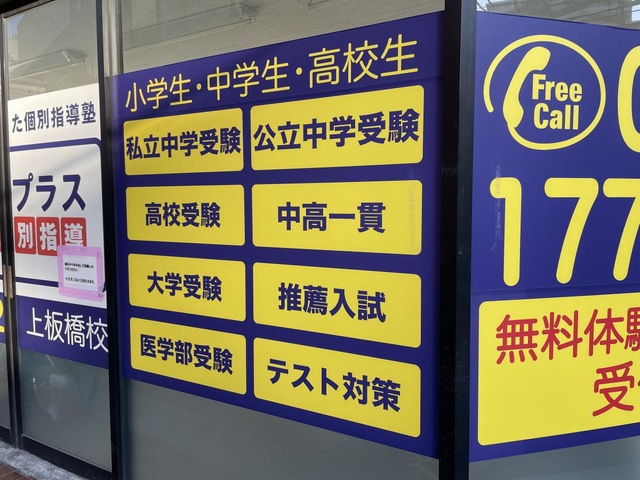 た個別指導塾
プラス
別指導
上板橋校
小学生・中学生・高校生
私立中学受験
公立中学受験
高校受験
中高一貫
大学受験
推薦入試
医学部受験
テスト対策
Free
Call
177
無料体験
受